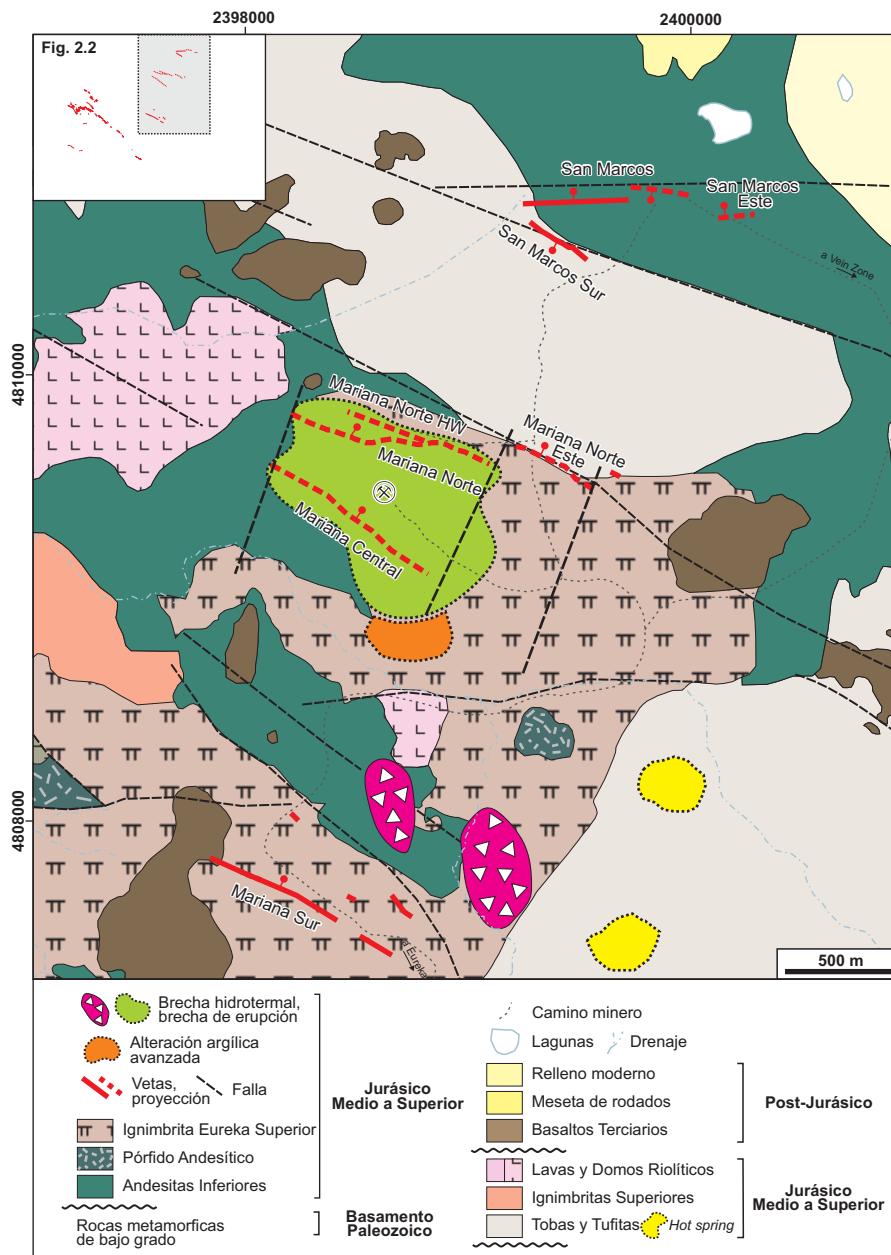 2398000
2400000
Fig. 2.2
San Marcos
San Marcos
Este
San Marcos Sur
a Vein Zone
4810000
Mariana Norte HW
Mariana Norte
Este
Mariana Norte
Mariana Central
4808000
Mariana Sur
a Eureka
500 m
Brecha hidrotermal,
brecha de erupción
Alteración argílica
avanzada
Vetas,
proyección
Falla
Ignimbrita Eureka Superior
Pórfido Andesítico
Andesitas Inferiores
Jurásico
Medio a Superior
Rocas metamorficas
de bajo grado
Basamento
Paleozoico
Camino minero
Lagunas
Drenaje
Relleno moderno
Meseta de rodados
Basaltos Terciarios
Post-Jurásico
Lavas y Domos Riolíticos
Ignimbritas Superiores
Tobas y Tufitas
Hot spring
Jurásico
Medio a Superior